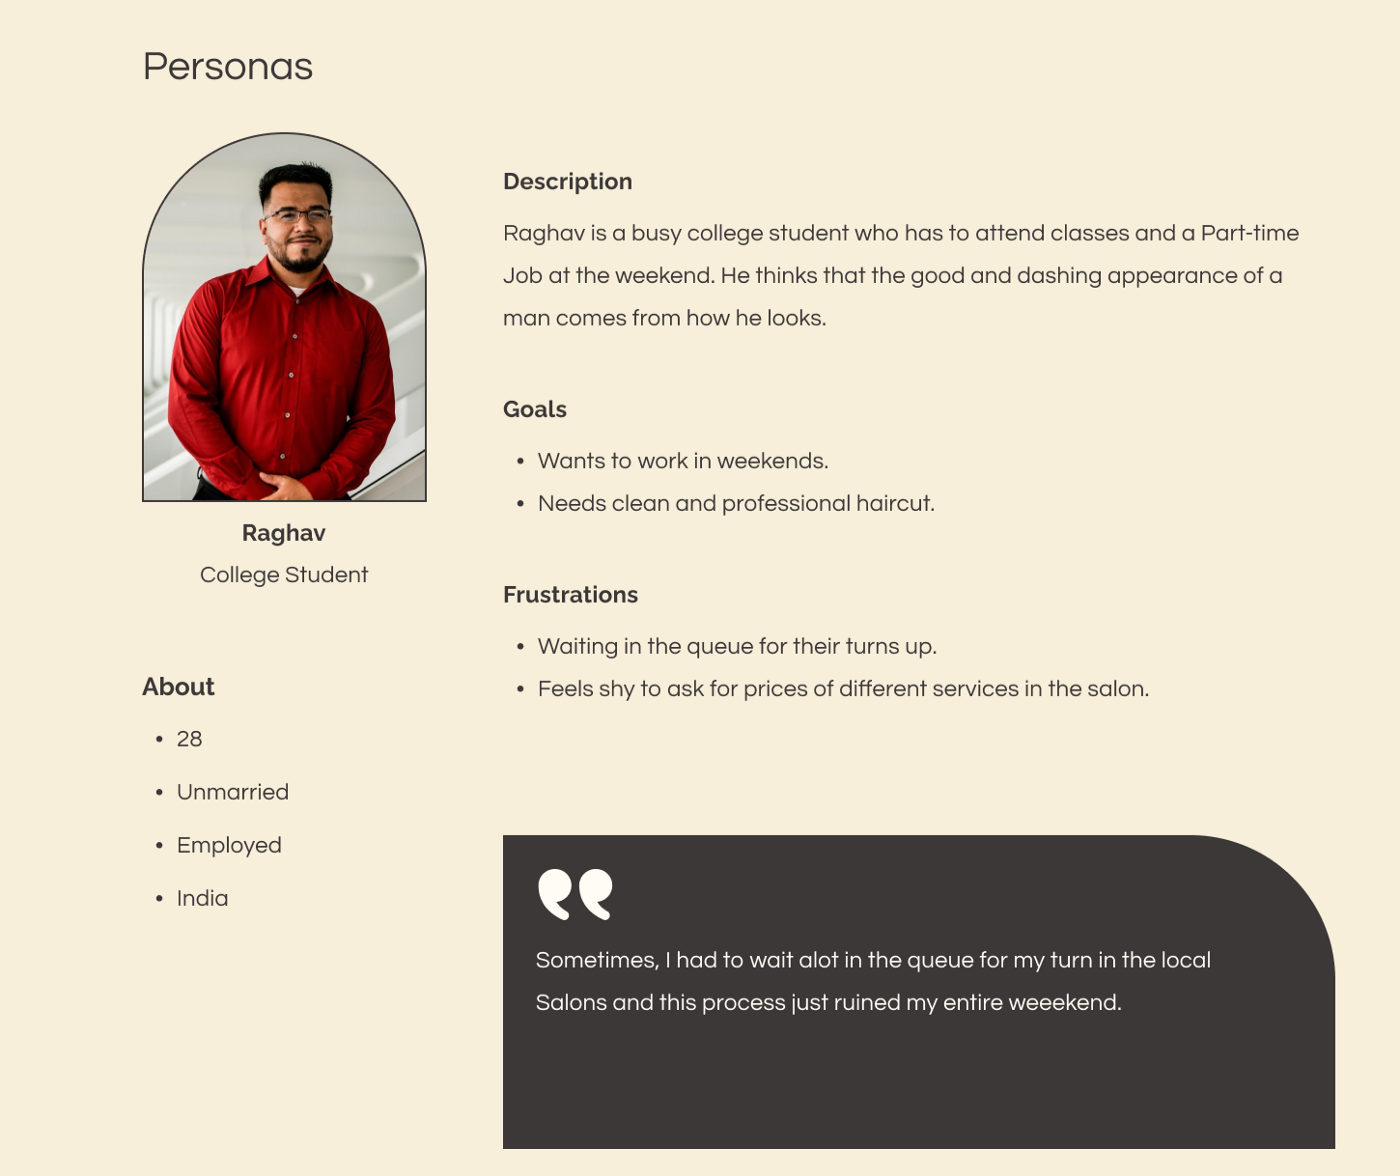 Personas
Raghav
College Student
About
• 28
• Unmarried
• Employed
• India
Description
Raghav is a busy college student who has to attend classes and a Part-time
Job at the weekend. He thinks that the good and dashing appearance of a
man comes from how he looks.
Goals
• Wants to work in weekends.
• Needs clean and professional haircut.
Frustrations
• Waiting in the queue for their turns up.
• Feels shy to ask for prices of different services in the salon.
Sometimes, I had to wait alot in the queue for my turn in the local
Salons and this process just ruined my entire weeekend.